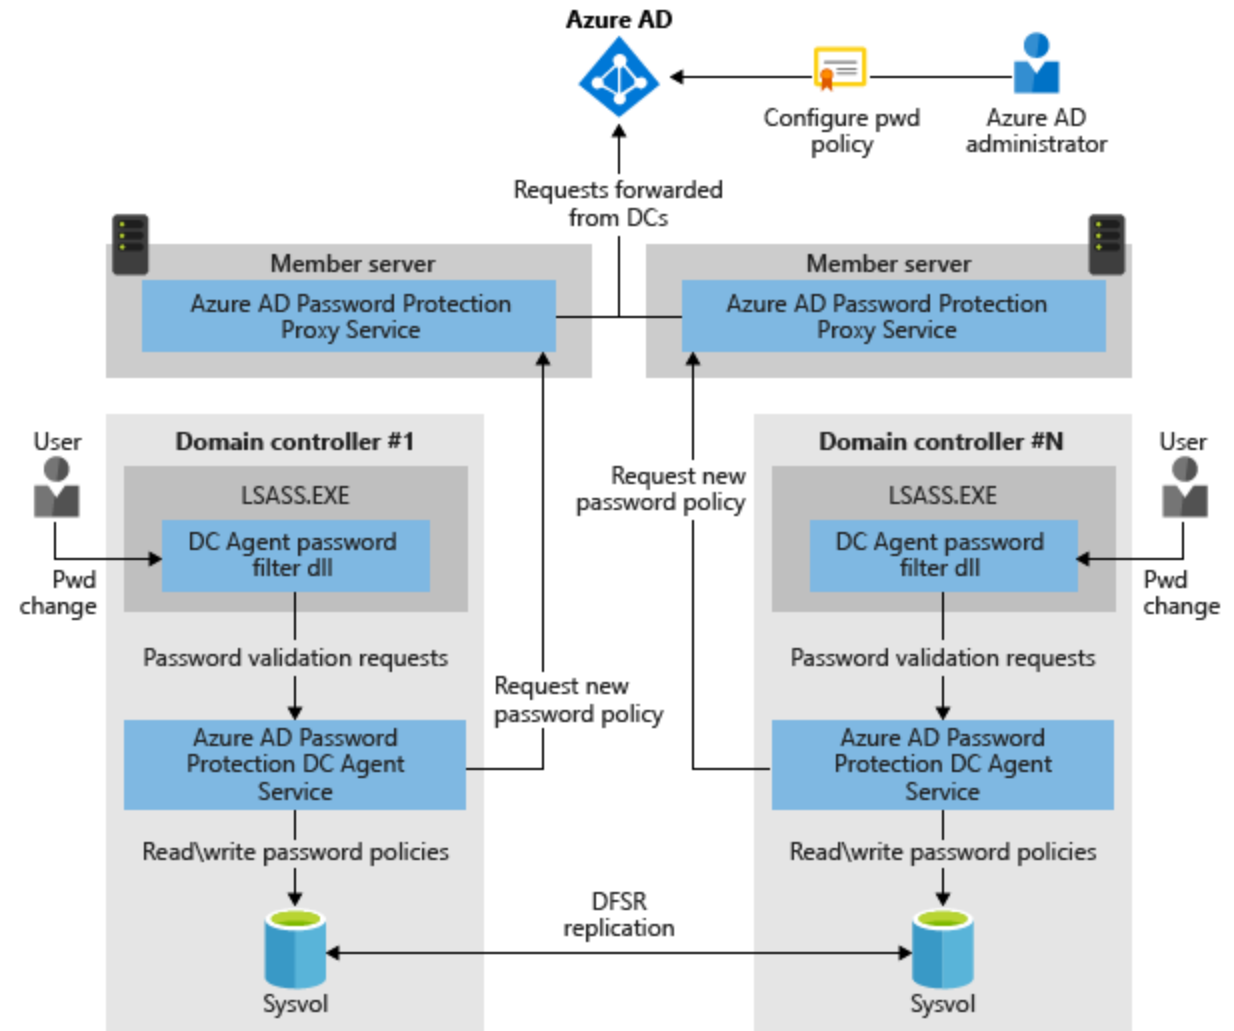 Azure AD
Configure pwd
policy
Azure AD
administrator
Requests forwarded
from DCs
Member server
Azure AD Password Protection
Proxy Service
Member server
Azure AD Password Protection
Proxy Service
User
Domain controller #1
LSASS.EXE
DC Agent password
filter dll
Pwd
change
Password validation requests
Request new
password policy
Azure AD Password
Protection DC Agent
Service
Read\write password policies
Sysvol
DFSR
replication
Request new
password policy
Domain controller #N
User
LSASS.EXE
DC Agent password
filter dll
Pwd
change
Password validation requests
Azure AD Password
Protection DC Agent
Service
Read\write password policies
Sysvol